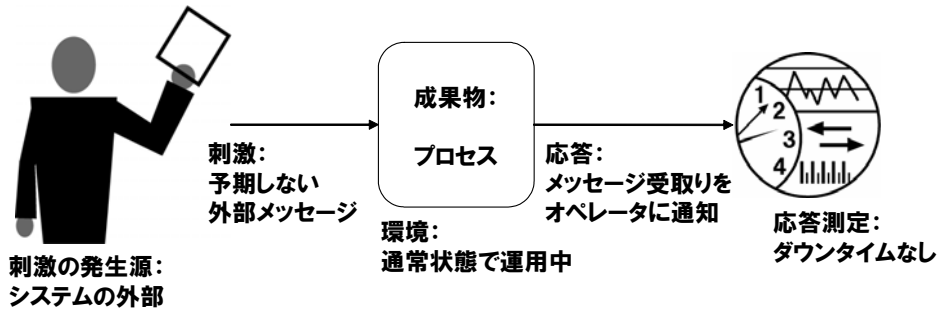 刺激の発生源：
システムの外部
刺激：
予期しない
外部メッセージ
成果物：
プロセス
環境：
通常状態で運用中
応答：
メッセージ受取りを
オペレータに通知
1
2
3
4
応答測定：
ダウンタイムなし